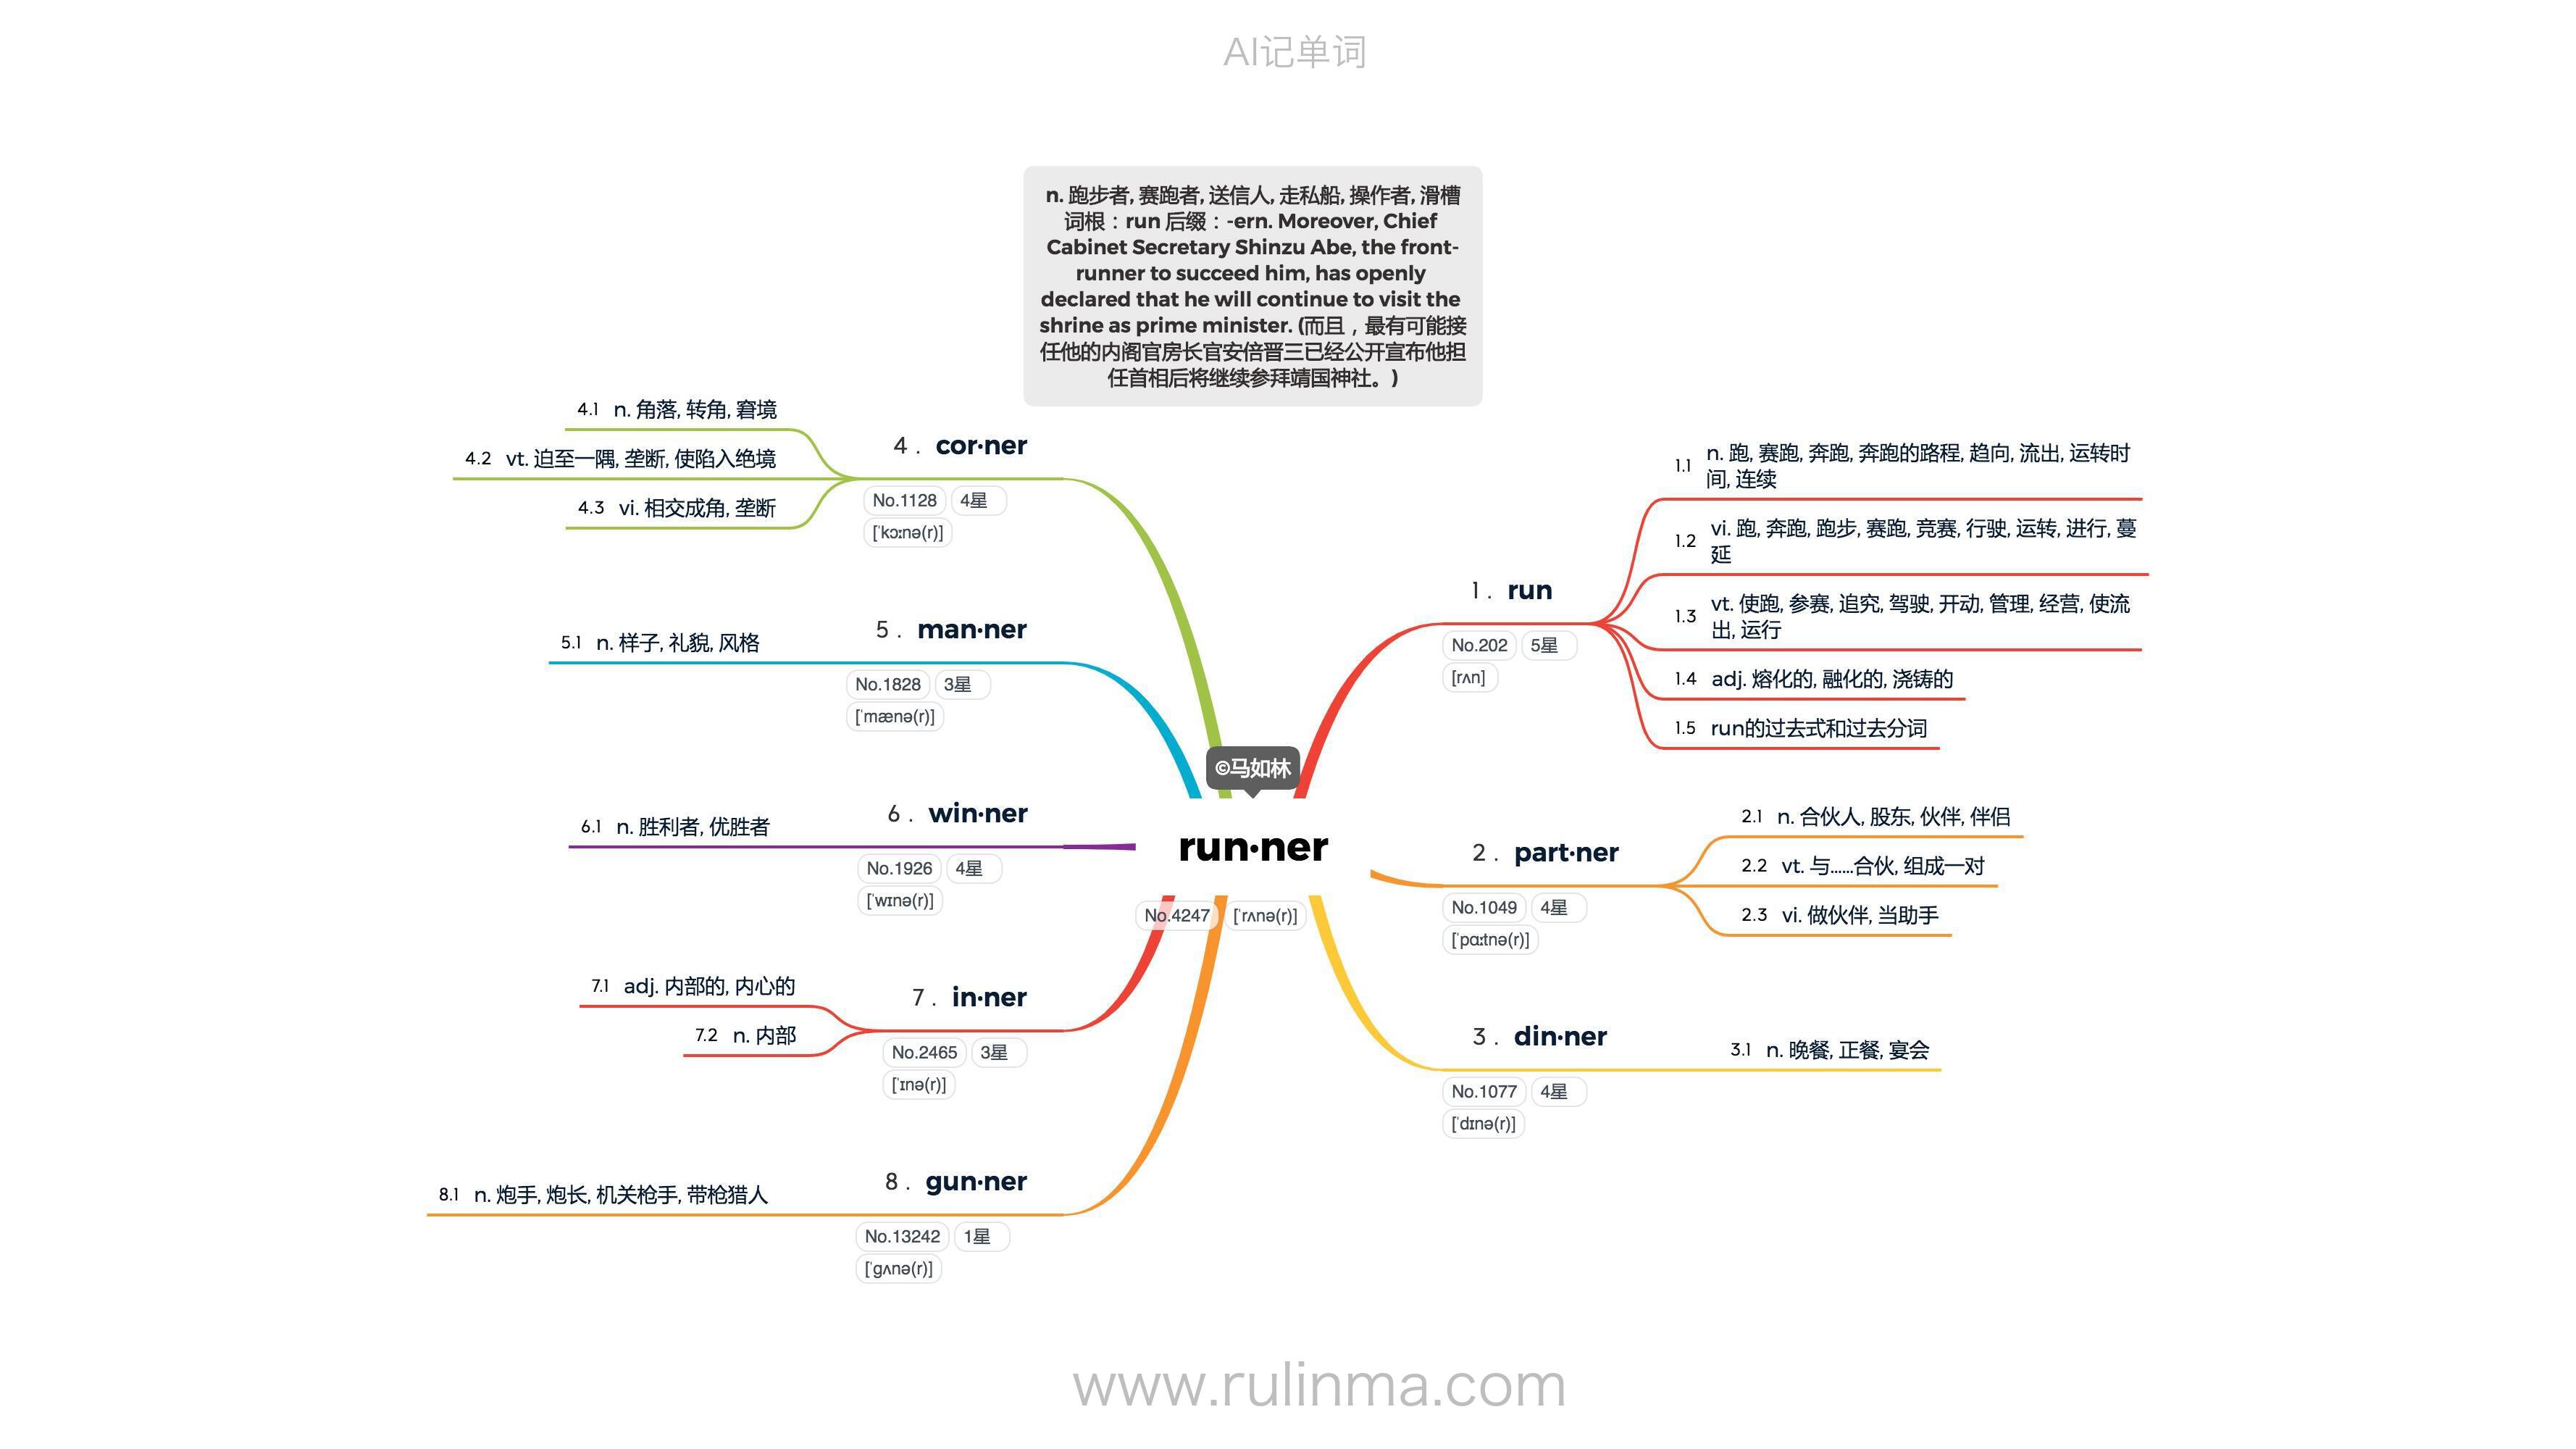 AI记单词
n. 跑步者, 赛跑者, 送信人, 走私船, 操作者, 滑槽
词根：run 后缀：-ern. Moreover, Chief
Cabinet Secretary Shinzu Abe, the front-
runner to succeed him, has openly
declared that he will continue to visit the
shrine as prime minister. (而且，最有可能接
任他的内阁官房长官安倍晋三已经公开宣布他担
任首相后将继续参拜靖国神社。)
©马如林
run·ner
No.4247 [ˈrʌnə(r)]
1. run
No.202 5星
[rʌn]
1.1 n. 跑, 赛跑, 奔跑, 奔跑的路程, 趋向, 流出, 运转时
间, 连续
1.2 vi. 跑, 奔跑, 跑步, 赛跑, 竞赛, 行驶, 运转, 进行, 蔓
延
1.3 vt. 使跑, 参赛, 追究, 驾驶, 开动, 管理, 经营, 使流
出, 运行
1.4 adj. 熔化的, 融化的, 浇铸的
1.5 run的过去式和过去分词
2. part·ner
No.1049 4星
[ˈpɑːtnə(r)]
2.1 n. 合伙人, 股东, 伙伴, 伴侣
2.2 vt. 与......合伙, 组成一对
2.3 vi. 做伙伴, 当助手
3. din·ner
No.1077 4星
[ˈdɪnə(r)]
3.1 n. 晚餐, 正餐, 宴会
4. cor·ner
No.1128 4星
[ˈkɔːnə(r)]
4.1 n. 角落, 转角, 窘境
4.2 vt. 迫至一隅, 垄断, 使陷入绝境
4.3 vi. 相交成角, 垄断
5. man·ner
No.1828 3星
[ˈmænə(r)]
5.1 n. 样子, 礼貌, 风格
6. win·ner
No.1926 4星
[ˈwɪnə(r)]
6.1 n. 胜利者, 优胜者
7. in·ner
No.2465 3星
[ˈɪnə(r)]
7.1 adj. 内部的, 内心的
7.2 n. 内部
8. gun·ner
No.13242 1星
[ˈɡʌnə(r)]
8.1 n. 炮手, 炮长, 机关枪手, 带枪猎人
www.rulinma.com